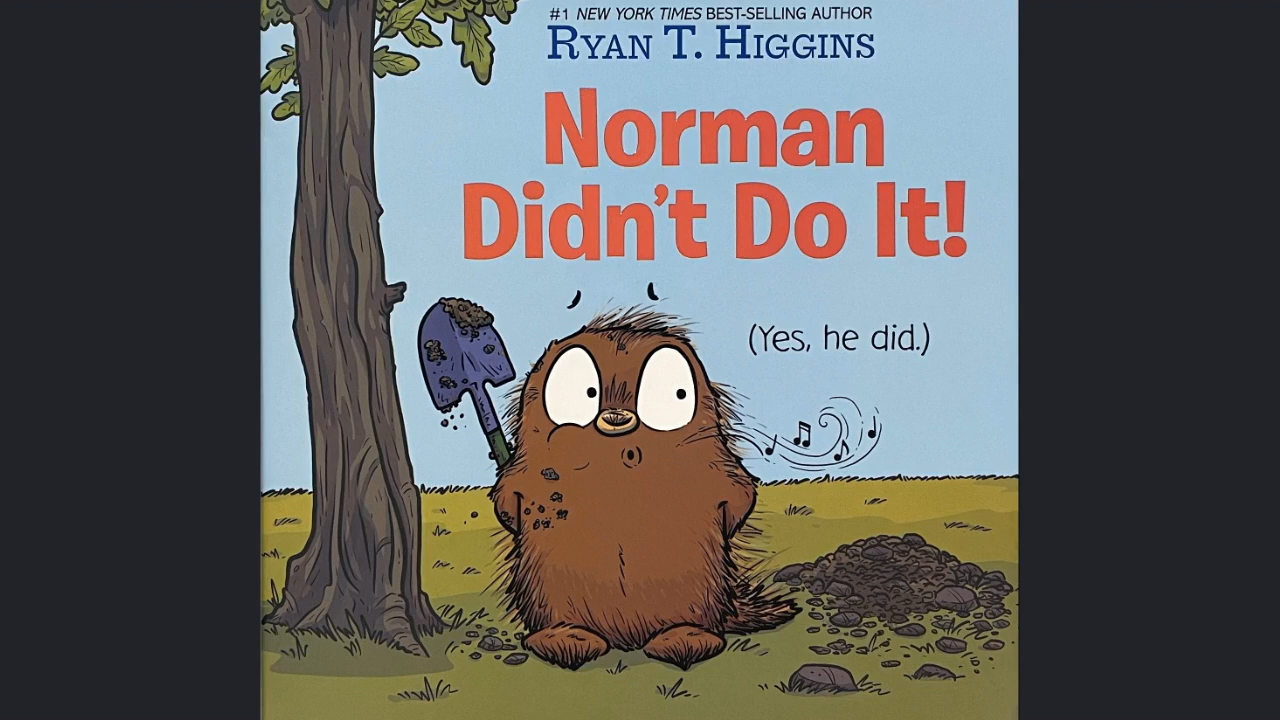 #1 NEW YORK TIMES BEST-SELLING AUTHOR
RYAN T. HIGGINS
Norman
Didn't Do It!
(Yes, he did.)